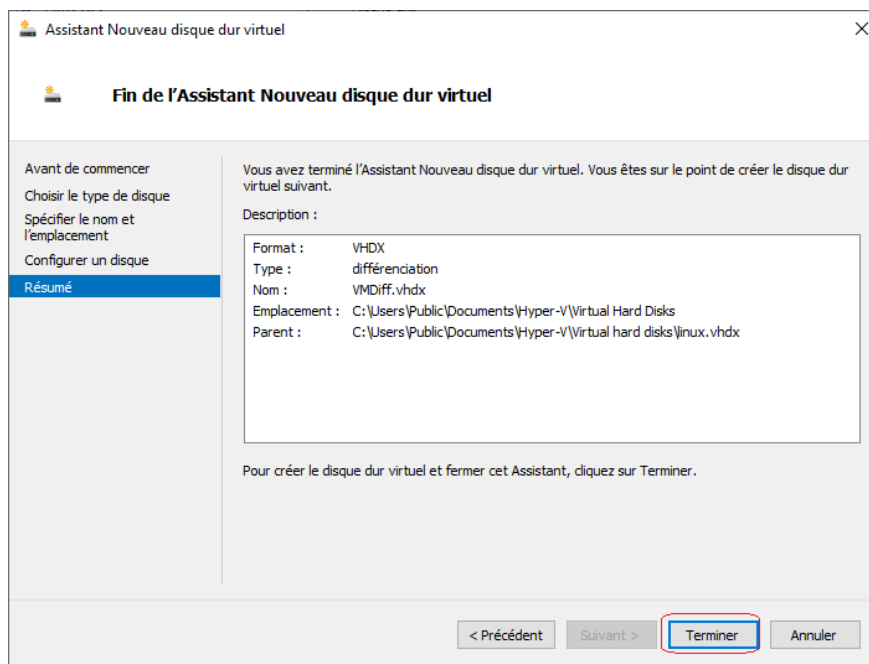 Assistant Nouveau disque dur virtuel
Fin de l'Assistant Nouveau disque dur virtuel
Avant de commencer
Choisir le type de disque
Spécifier le nom et
l'emplacement
Configurer un disque
Résumé
Vous avez terminé l'Assistant Nouveau disque dur virtuel. Vous êtes sur le point de créer le disque dur
virtuel suivant.
Description :
Format : VHDX
Type : différenciation
Nom : VMDiff.vhdx
Emplacement : C:\Users\Public\Documents\Hyper-V\Virtual Hard Disks
Parent : C:\Users\Public\Documents\Hyper-V\Virtual hard disks\linux.vhdx
Pour créer le disque dur virtuel et fermer cet Assistant, cliquez sur Terminer.
< Précédent Suivant > Terminer Annuler